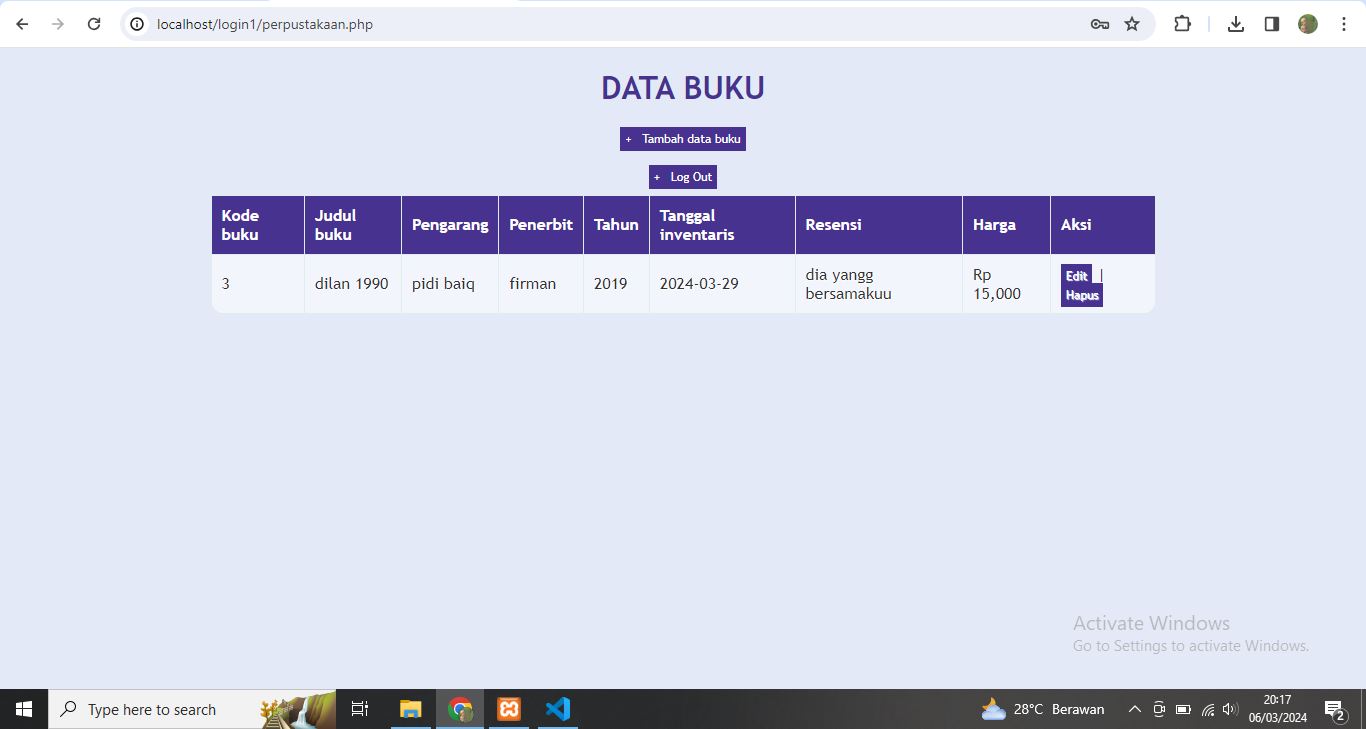 localhost/login1/perpustakaan.php
DATA BUKU
+ Tambah data buku
+ Log Out
Kode buku Judul buku Pengarang Penerbit Tahun Tanggal inventaris Resensi Harga Aksi
3 dilan 1990 pidi baiq firman 2019 2024-03-29 dia yangg bersamakuu Rp 15,000 Edit | Hapus
Activate Windows
Go to Settings to activate Windows.
Type here to search 28°C Berawan 20:17
06/03/2024
2